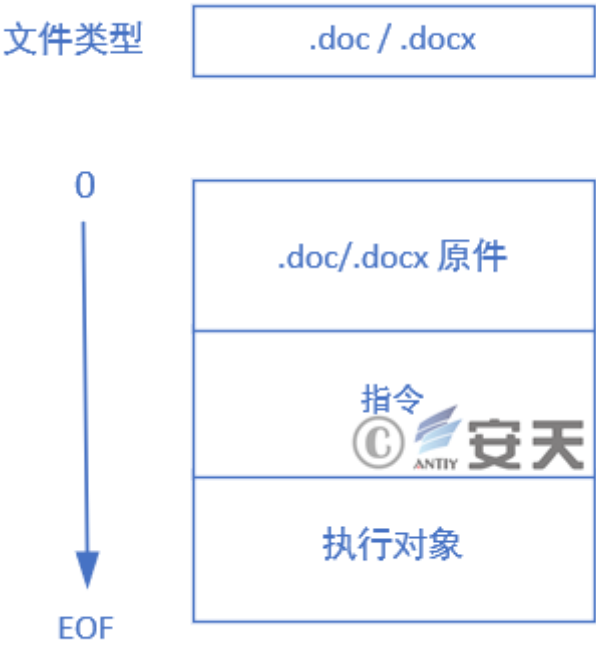 文件类型
.doc / .docx
0
.doc/.docx 原件
指令
© ANTIY 安天
执行对象
EOF